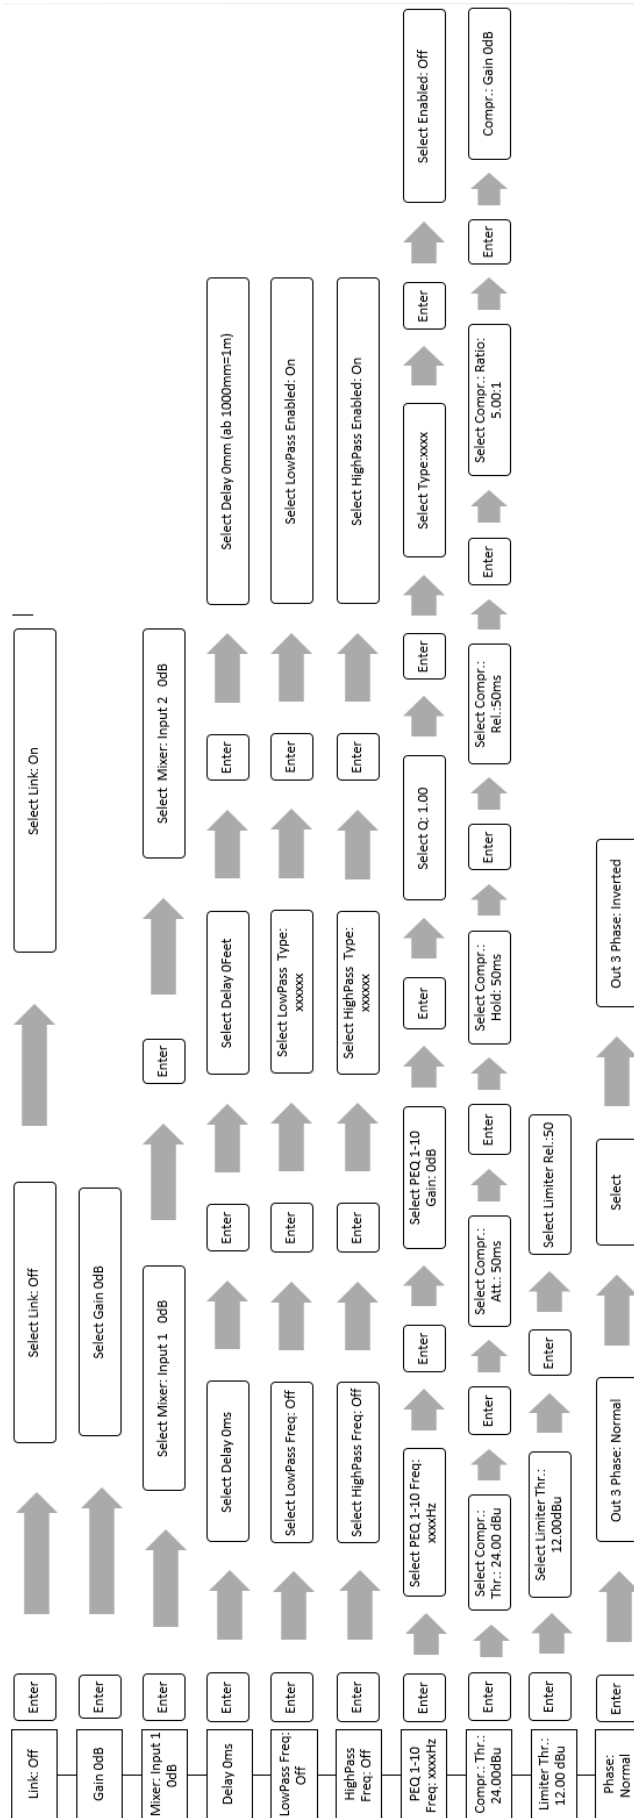 Link: Off
Enter
Select Link: Off
Select Link: On
Gain 0dB
Enter
Select Gain 0dB
Mixer: Input 1
0dB
Enter
Select Mixer: Input 1   0dB
Enter
Select  Mixer: Input 2   0dB
Delay 0ms
Enter
Select Delay 0ms
Enter
Select Delay 0Feet
Enter
Select Delay 0mm (ab 1000mm=1m)
LowPass Freq:
Off
Enter
Select LowPass Freq: Off
Enter
Select LowPass  Type:
xxxxxx
Enter
Select LowPass Enabled: On
HighPass
Freq: Off
Enter
Select HighPass Freq: Off
Enter
Select HighPass  Type:
xxxxxx
Enter
Select HighPass Enabled: On
PEQ 1-10
Freq: xxxxHz
Enter
Select PEQ 1-10 Freq:
xxxxHz
Enter
Select PEQ 1-10
Gain: 0dB
Enter
Select Q: 1.00
Enter
Select Type:xxxx
Enter
Select Enabled: Off
Compr.: Thr.:
24.00dBu
Enter
Select Compr.:
Thr.: 24.00 dBu
Enter
Select Compr.:
Att.: 50ms
Enter
Select Compr.:
Hold: 50ms
Enter
Select Compr.:
Rel.:50ms
Enter
Select Compr.: Ratio:
5.00:1
Enter
Compr.: Gain 0dB
Limiter Thr.:
12.00 dBu
Enter
Select Limiter Thr.:
12.00dBu
Enter
Select Limiter Rel.:50
Phase:
Normal
Enter
Out 3 Phase: Normal
Select
Out 3 Phase: Inverted